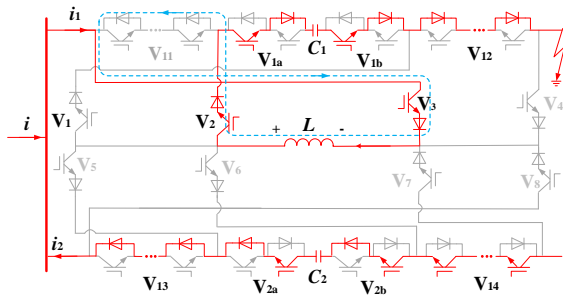 i₁
V₁₁
V₁ₐ
C₁
V₁b
V₁₂
V₁
V₂
V₃
V₄
i
+ L -
V₅
V₆
V₇
V₈
i₂
V₁₃
V₂ₐ
C₂
V₂b
V₁₄